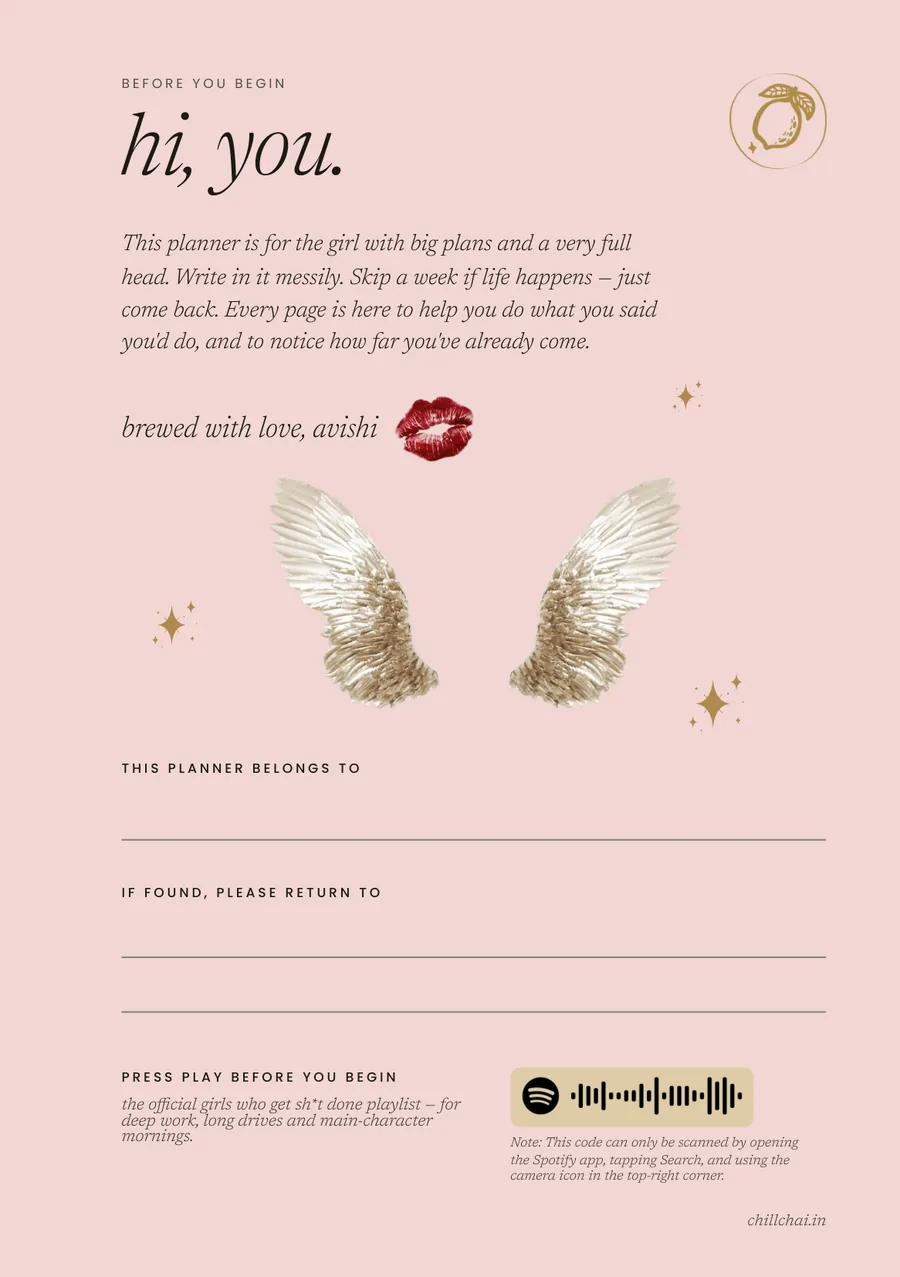 BEFORE YOU BEGIN
hi, you.
This planner is for the girl with big plans and a very full
head. Write in it messily. Skip a week if life happens – just
come back. Every page is here to help you do what you said
you'd do, and to notice how far you've already come.
brewed with love, avishi
THIS PLANNER BELONGS TO
IF FOUND, PLEASE RETURN TO
PRESS PLAY BEFORE YOU BEGIN
the official girls who get sh*t done playlist – for
deep work, long drives and main-character
mornings.
Note: This code can only be scanned by opening
the Spotify app, tapping Search, and using the
camera icon in the top-right corner.
chillchai.in